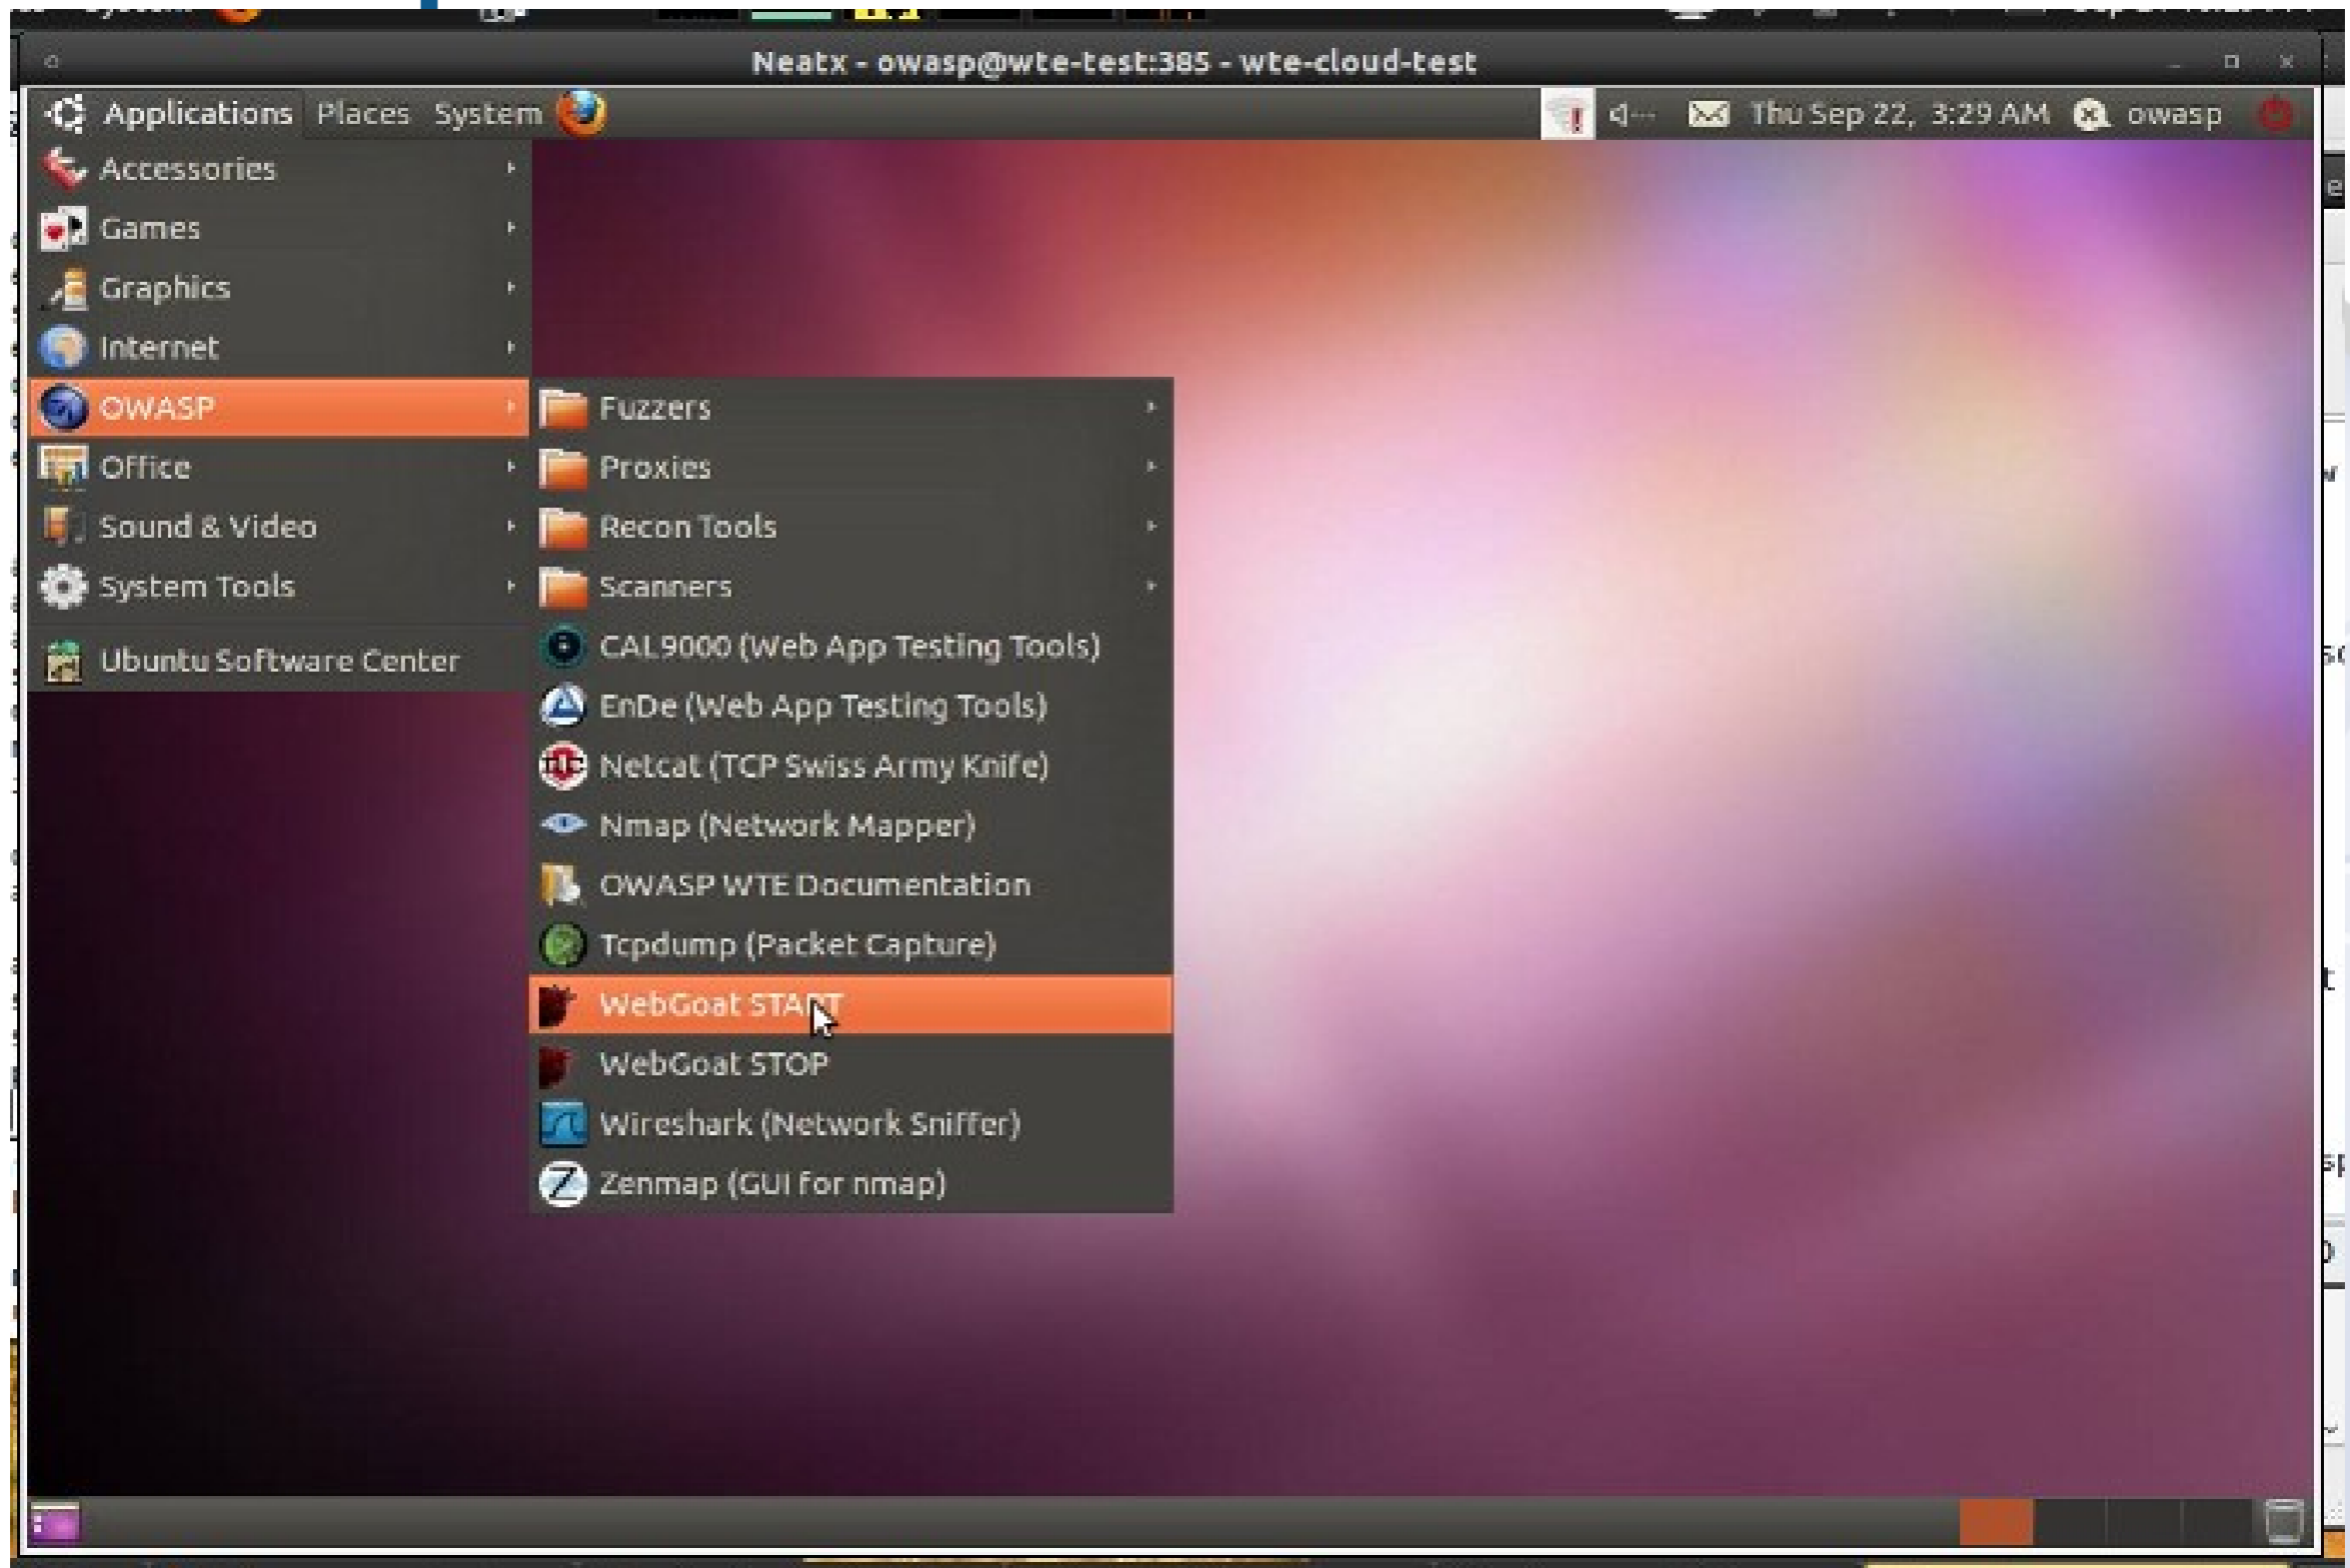 Neatx - owasp@wte-test:385 - wte-cloud-test
Applications Places System Thu Sep 22, 3:29 AM owasp
Accessories
Games
Graphics
Internet
OWASP
Office
Sound & Video
System Tools
Ubuntu Software Center
Fuzzers
Proxies
Recon Tools
Scanners
CAL9000 (Web App Testing Tools)
EnDe (Web App Testing Tools)
Netcat (TCP Swiss Army Knife)
Nmap (Network Mapper)
OWASP WTE Documentation
Tcpdump (Packet Capture)
WebGoat START
WebGoat STOP
Wireshark (Network Sniffer)
Zenmap (GUI for nmap)